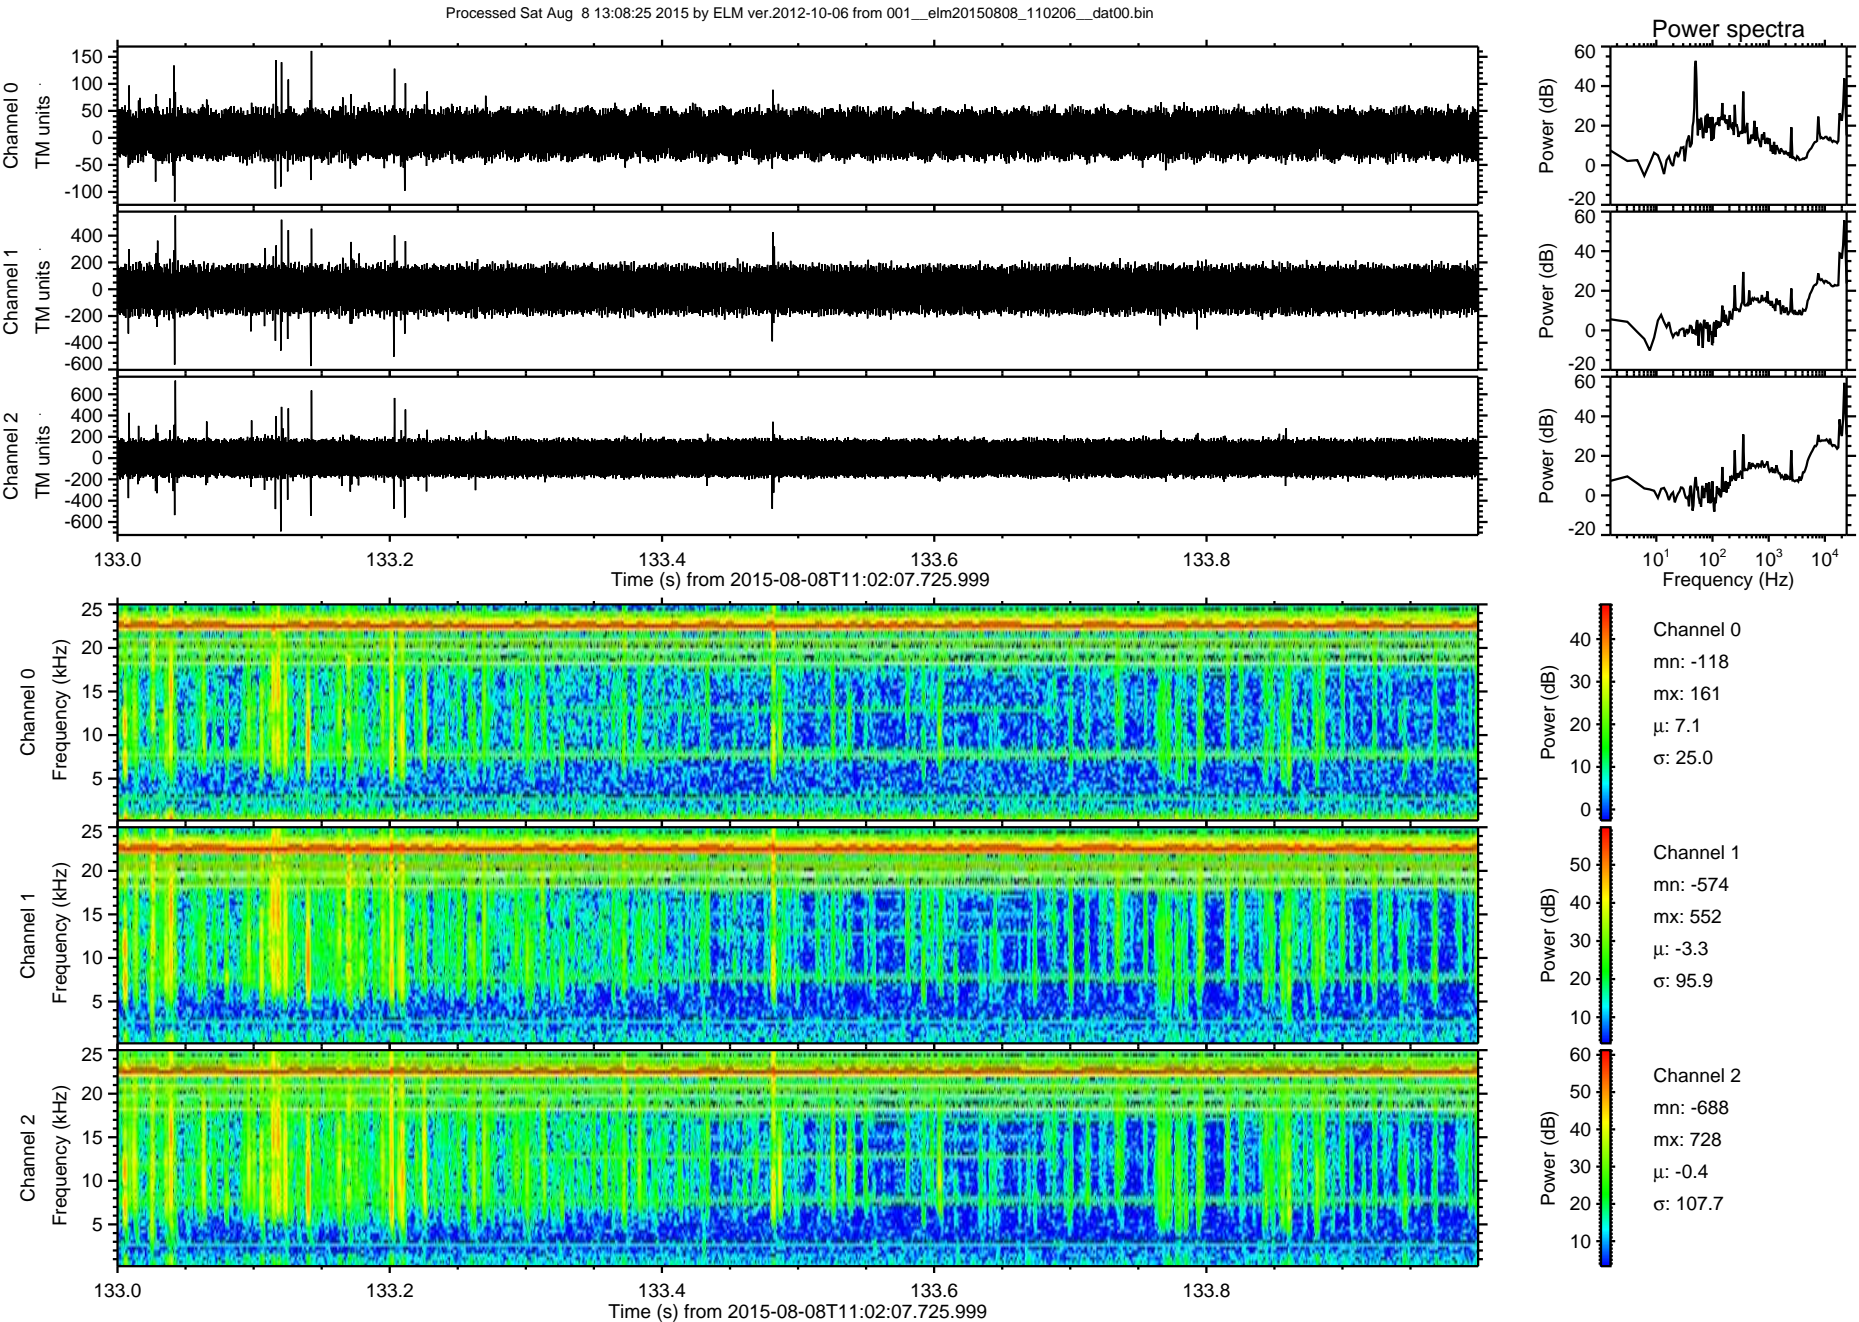 Processed Sat Aug  8 13:08:25 2015 by ELM ver.2012-10-06 from 001__elm20150808_110206__dat00.bin
Power spectra
Channel 0
TM units
150
100
50
0
-50
-100
Power (dB)
60
40
20
0
-20
Channel 1
TM units
400
200
0
-200
-400
-600
Power (dB)
60
40
20
0
-20
Channel 2
TM units
600
400
200
0
-200
-400
-600
Power (dB)
60
40
20
0
-20
133.0 133.2 133.4 133.6 133.8
Time (s) from 2015-08-08T11:02:07.725.999
10^1 10^2 10^3 10^4
Frequency (Hz)
Channel 0
Frequency (kHz)
25
20
15
10
5
Power (dB)
40
30
20
10
0
Channel 0
mn: -118
mx: 161
μ: 7.1
σ: 25.0
Channel 1
Frequency (kHz)
25
20
15
10
5
Power (dB)
50
40
30
20
10
Channel 1
mn: -574
mx: 552
μ: -3.3
σ: 95.9
Channel 2
Frequency (kHz)
25
20
15
10
5
Power (dB)
60
50
40
30
20
10
Channel 2
mn: -688
mx: 728
μ: -0.4
σ: 107.7
133.0 133.2 133.4 133.6 133.8
Time (s) from 2015-08-08T11:02:07.725.999